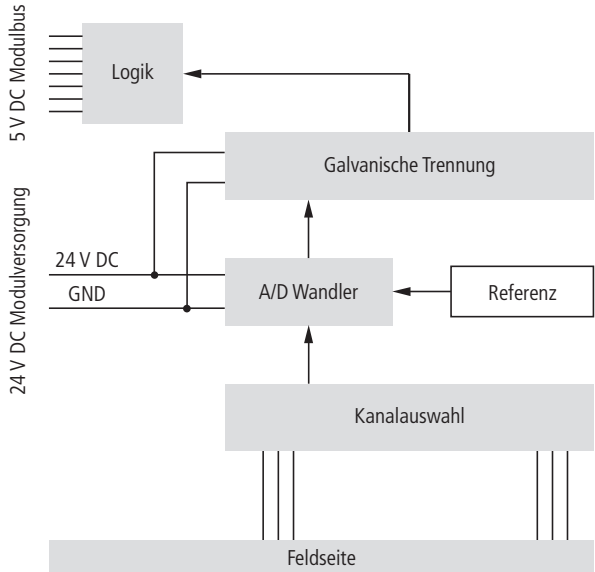 5 V DC Modulbus
Logik
Galvanische Trennung
24 V DC Modulversorgung
24 V DC
GND
A/D Wandler
Referenz
Kanalauswahl
Feldseite